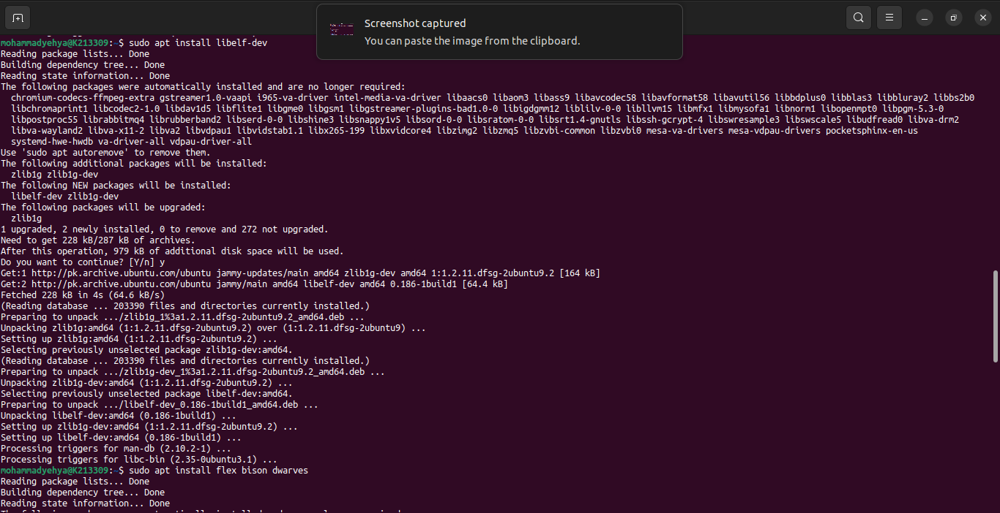 Screenshot captured
You can paste the image from the clipboard.
mohammadyehya@K213309:~$ sudo apt install libelf-dev
Reading package lists... Done
Building dependency tree... Done
Reading state information... Done
The following packages were automatically installed and are no longer required:
  chromium-codecs-ffmpeg-extra gstreamer1.0-vaapi i965-va-driver intel-media-va-driver libaacs0 libaom3 libass9 libavcodec58 libavformat58 libavutil56 libbdplus0 libblas3 libbluray2 libbs2b0
  libchromaprint1 libcodec2-1.0 libdav1d5 libflite1 libgme0 libgsm1 libgstreamer-plugins-bad1.0-0 libigdgmm12 liblilv-0-0 libllvm15 libmfx1 libmysofa1 libnorm1 libopenmpt0 libpgm-5.3-0
  libpostproc55 librabbitmq4 librubberband2 libserd-0-0 libshine3 libsnappy1v5 libsord-0-0 libsratom-0-0 libsrt1.4-gnutls libssh-gcrypt-4 libswresample3 libswscale5 libudfread0 libva-drm2
  libva-wayland2 libva-x11-2 libva2 libvdpau1 libvidstab1.1 libx265-199 libxvidcore4 libzimg2 libzmq5 libzvbi-common libzvbi0 mesa-va-drivers mesa-vdpau-drivers pocketsphinx-en-us
  systemd-hwe-hwdb va-driver-all vdpau-driver-all
Use 'sudo apt autoremove' to remove them.
The following additional packages will be installed:
  zlib1g zlib1g-dev
The following NEW packages will be installed:
  libelf-dev zlib1g-dev
The following packages will be upgraded:
  zlib1g
1 upgraded, 2 newly installed, 0 to remove and 272 not upgraded.
Need to get 228 kB/287 kB of archives.
After this operation, 979 kB of additional disk space will be used.
Do you want to continue? [Y/n] y
Get:1 http://pk.archive.ubuntu.com/ubuntu jammy-updates/main amd64 zlib1g-dev amd64 1:1.2.11.dfsg-2ubuntu9.2 [164 kB]
Get:2 http://pk.archive.ubuntu.com/ubuntu jammy/main amd64 libelf-dev amd64 0.186-1build1 [64.4 kB]
Fetched 228 kB in 4s (64.6 kB/s)
(Reading database ... 203390 files and directories currently installed.)
Preparing to unpack .../zlib1g_1%3a1.2.11.dfsg-2ubuntu9.2_amd64.deb ...
Unpacking zlib1g:amd64 (1:1.2.11.dfsg-2ubuntu9.2) over (1:1.2.11.dfsg-2ubuntu9) ...
Setting up zlib1g:amd64 (1:1.2.11.dfsg-2ubuntu9.2) ...
Selecting previously unselected package zlib1g-dev:amd64.
(Reading database ... 203390 files and directories currently installed.)
Preparing to unpack .../zlib1g-dev_1%3a1.2.11.dfsg-2ubuntu9.2_amd64.deb ...
Unpacking zlib1g-dev:amd64 (1:1.2.11.dfsg-2ubuntu9.2) ...
Selecting previously unselected package libelf-dev:amd64.
Preparing to unpack .../libelf-dev_0.186-1build1_amd64.deb ...
Unpacking libelf-dev:amd64 (0.186-1build1) ...
Setting up zlib1g-dev:amd64 (1:1.2.11.dfsg-2ubuntu9.2) ...
Setting up libelf-dev:amd64 (0.186-1build1) ...
Processing triggers for man-db (2.10.2-1) ...
Processing triggers for libc-bin (2.35-0ubuntu3.1) ...
mohammadyehya@K213309:~$ sudo apt install flex bison dwarves
Reading package lists... Done
Building dependency tree... Done
Reading state information... Done